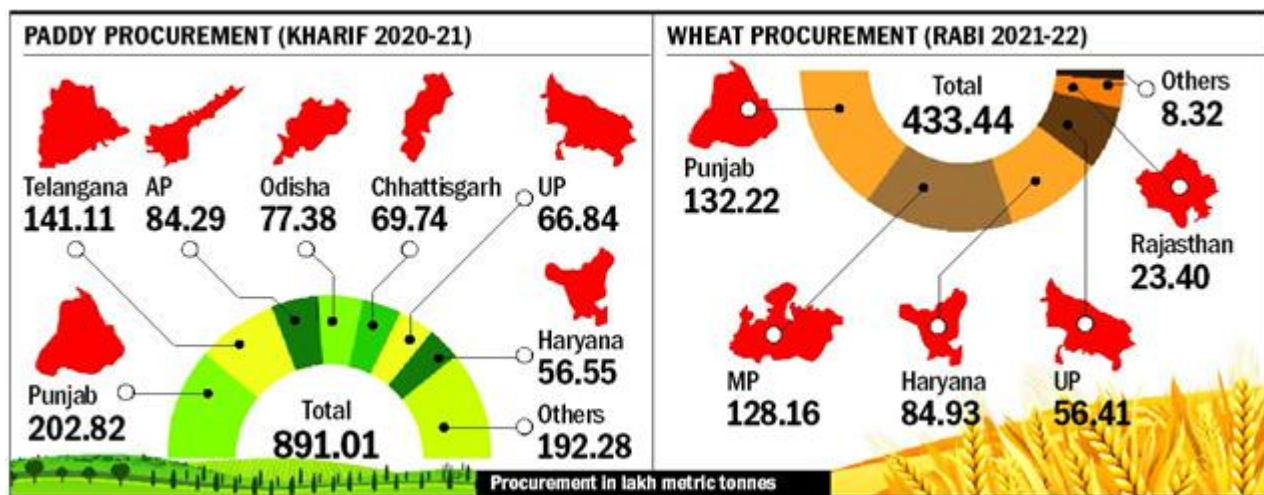 PADDY PROCUREMENT (KHARIF 2020-21)
Telangana
141.11
AP
84.29
Odisha
77.38
Chhattisgarh
69.74
UP
66.84
Punjab
202.82
Total
891.01
Haryana
56.55
Others
192.28
WHEAT PROCUREMENT (RABI 2021-22)
Punjab
132.22
Total
433.44
Others
8.32
Rajasthan
23.40
MP
128.16
Haryana
84.93
UP
56.41
Procurement in lakh metric tonnes